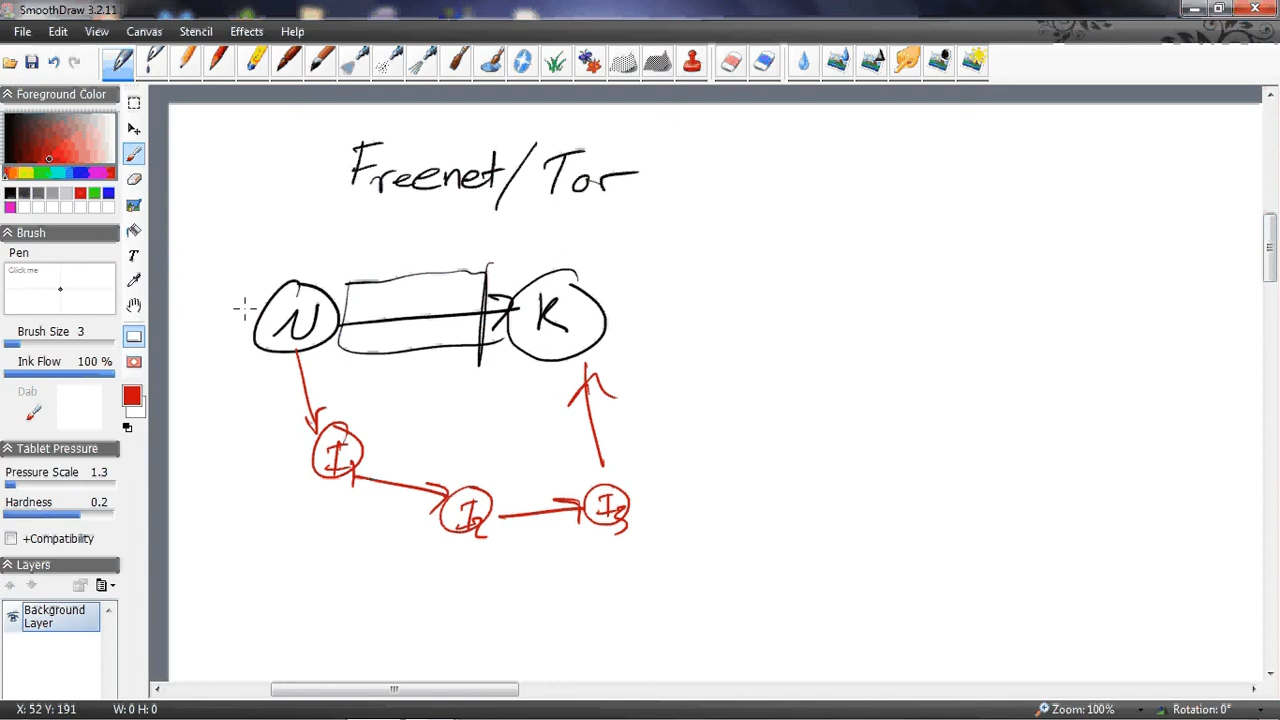 SmoothDraw 3.2.11
File Edit View Canvas Stencil Effects Help
Foreground Color
Brush
Pen
Click me
Brush Size 3
Ink Flow 100 %
Dab
Tablet Pressure
Pressure Scale 1.3
Hardness 0.2
+Compatibility
Layers
Background
Layer
T
Freenet/Tor
N K
I1
I2
I3
X: 52 Y: 191 W: 0 H: 0 Zoom: 100% Rotation: 0°